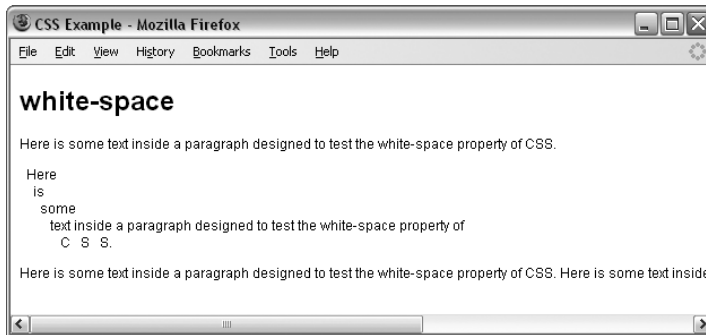 CSS Example - Mozilla Firefox
File Edit View History Bookmarks Tools Help
white-space
Here is some text inside a paragraph designed to test the white-space property of CSS.
Here
is
some
text inside a paragraph designed to test the white-space property of
C S S.
Here is some text inside a paragraph designed to test the white-space property of CSS. Here is some text inside